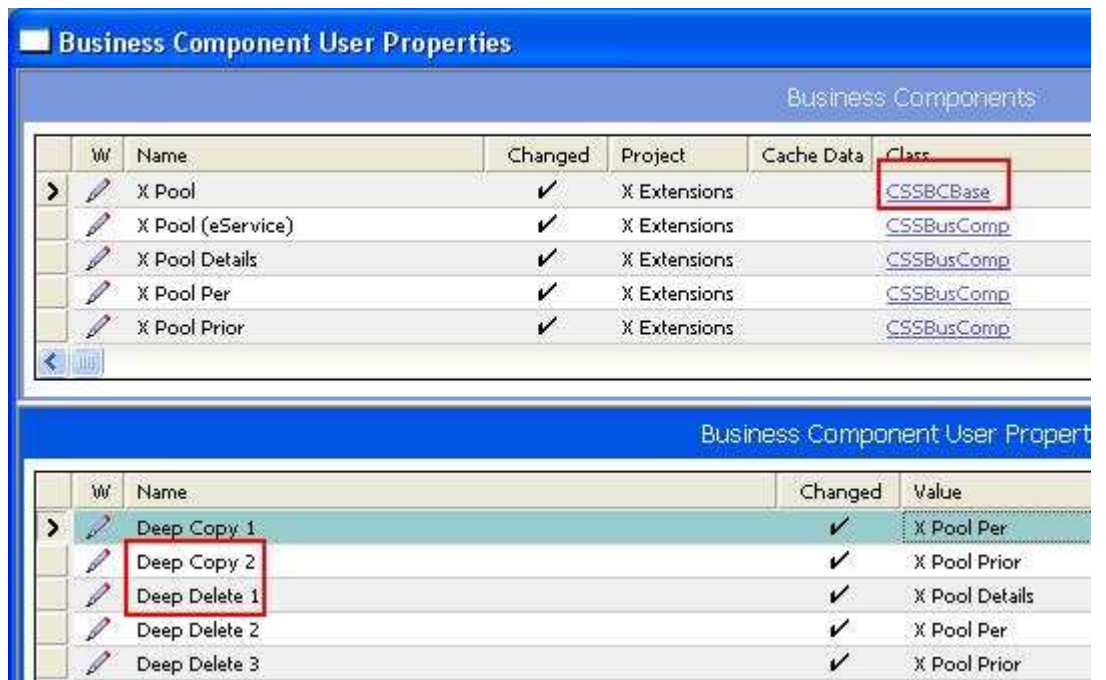 Business Component User Properties
Business Components
W Name Changed Project Cache Data Class
X Pool X Extensions CSSBCBase
X Pool (eService) X Extensions CSSBusComp
X Pool Details X Extensions CSSBusComp
X Pool Per X Extensions CSSBusComp
X Pool Prior X Extensions CSSBusComp
Business Component User Propert
W Name Changed Value
Deep Copy 1 X Pool Per
Deep Copy 2 X Pool Prior
Deep Delete 1 X Pool Details
Deep Delete 2 X Pool Per
Deep Delete 3 X Pool Prior